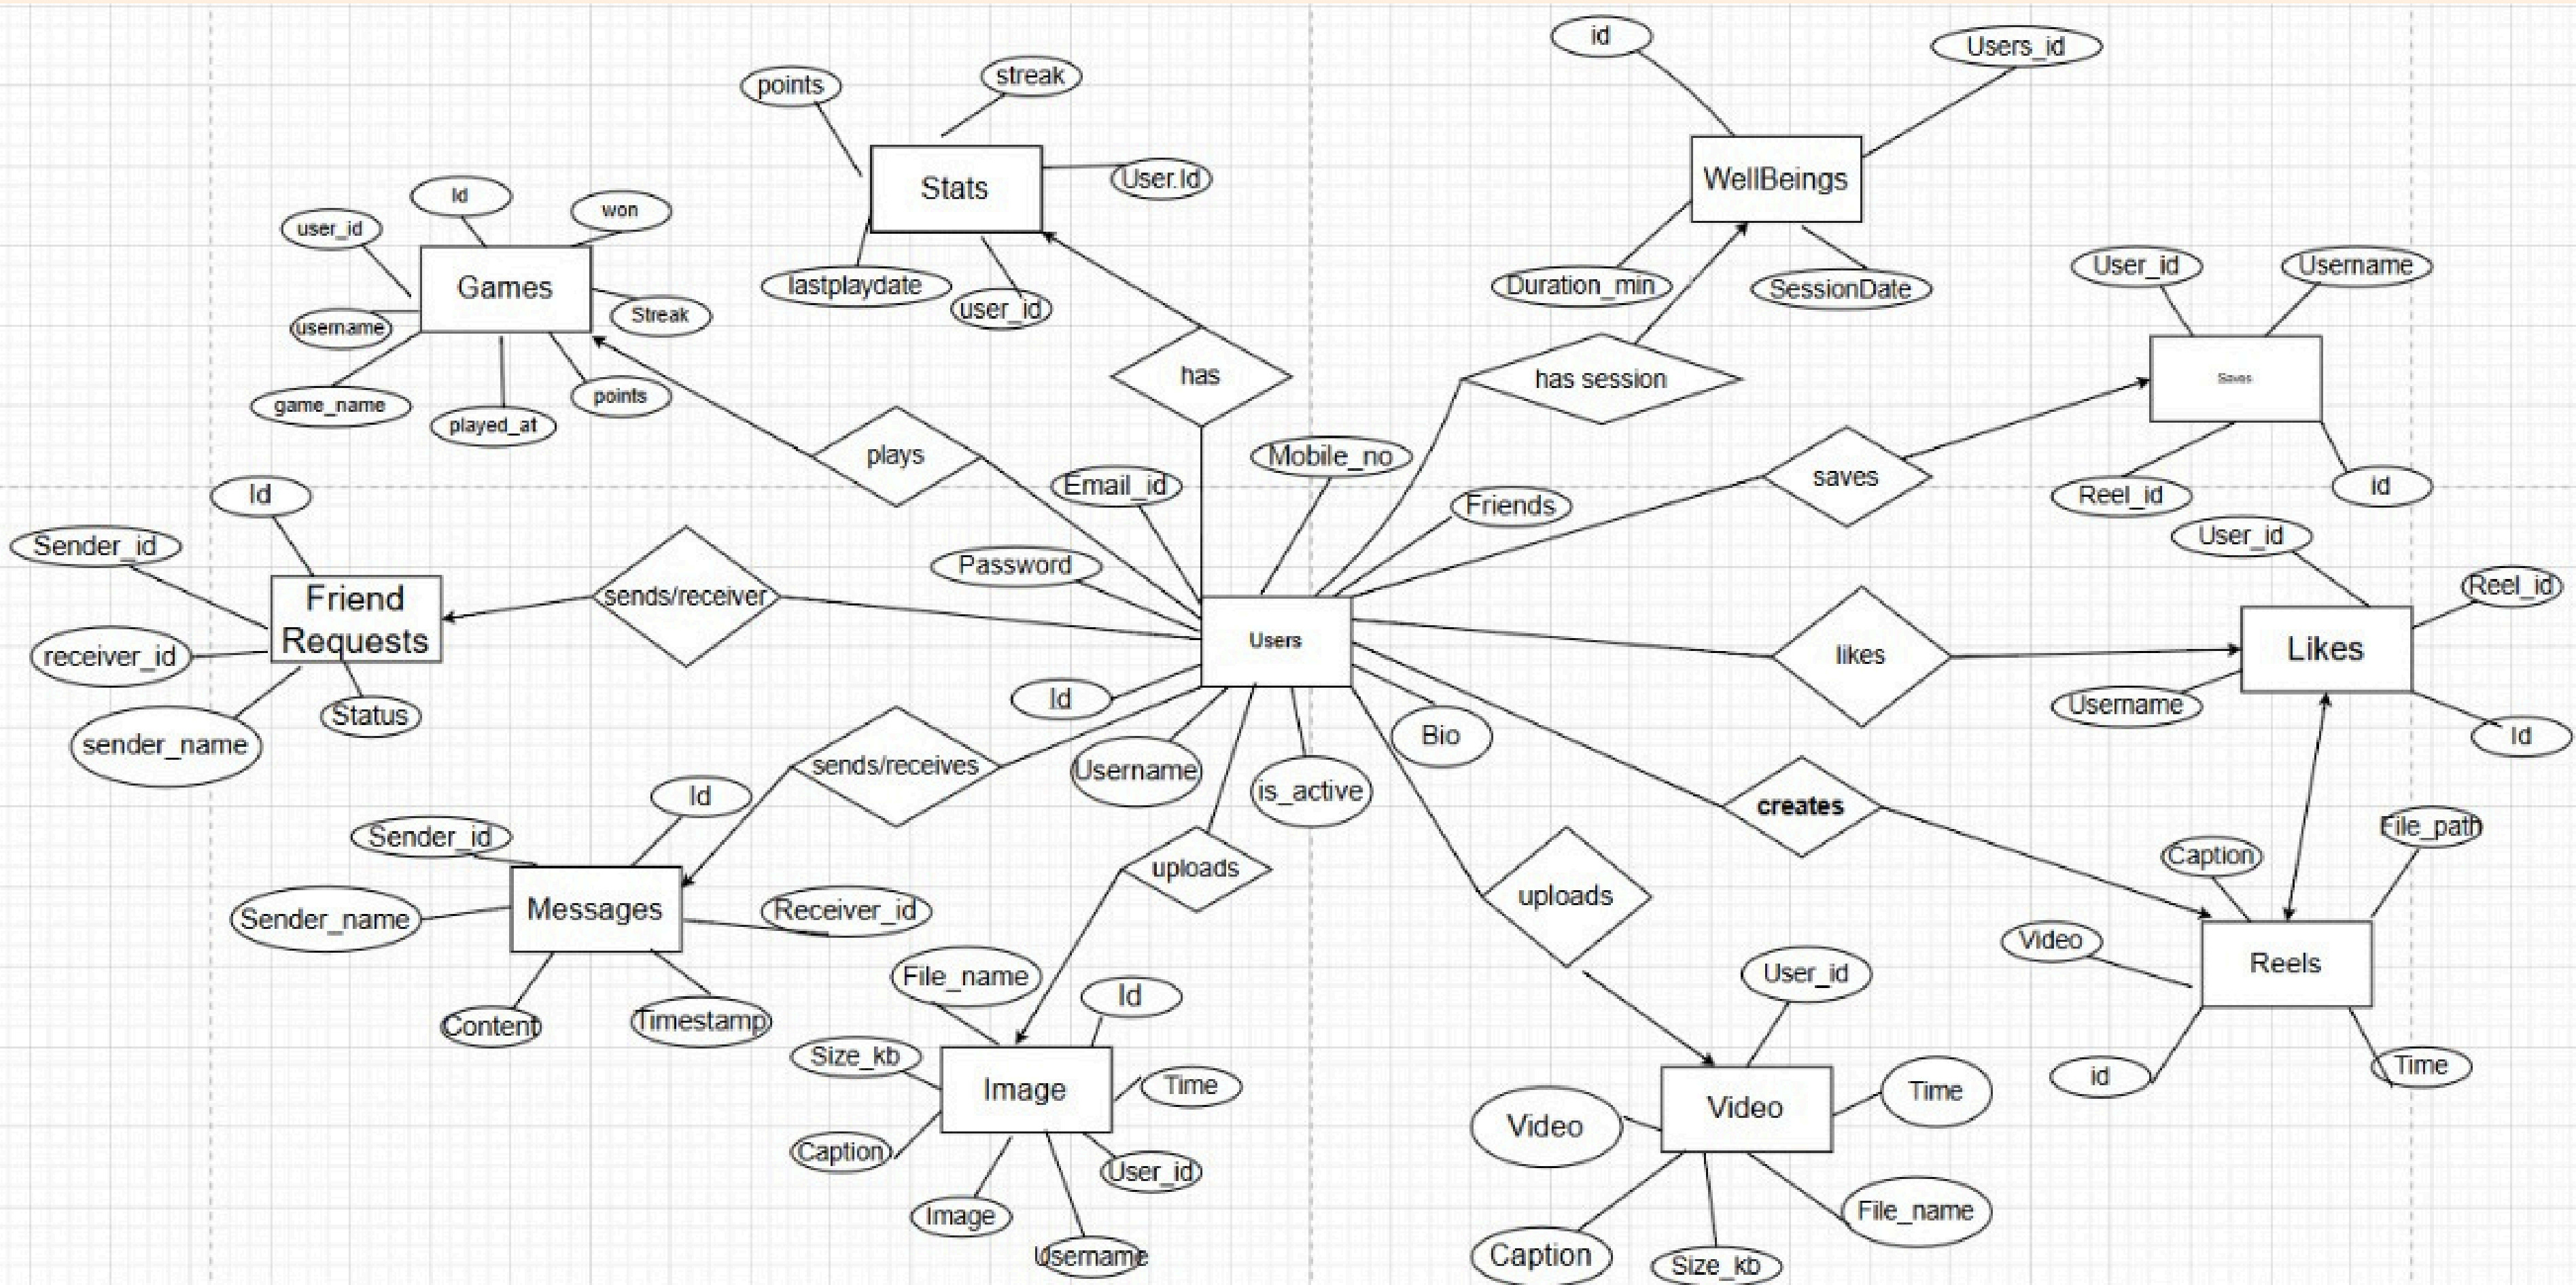 id
Users_id
points
streak
WellBeings
Stats
User.Id
Id
won
user_id
Games
lastplaydate
user_id
Duration_min
SessionDate
User_id
Username
username
Streak
game_name
points
played_at
has
has session
Saves
plays
Mobile_no
Email_id
Friends
saves
Reel_id
id
Id
Sender_id
User_id
Password
Reel_id
Friend
Requests
sends/receiver
Users
likes
Likes
receiver_id
Status
sender_name
Id
Username
is_active
Bio
Username
Id
sends/receives
Id
Sender_id
creates
File_path
Caption
uploads
uploads
Sender_name
Messages
Receiver_id
Video
Reels
File_name
Id
User_id
Content
Timestamp
Size_kb
Image
Time
Video
Video
Time
id
Time
Caption
User_id
Image
Username
File_name
Caption
Size_kb